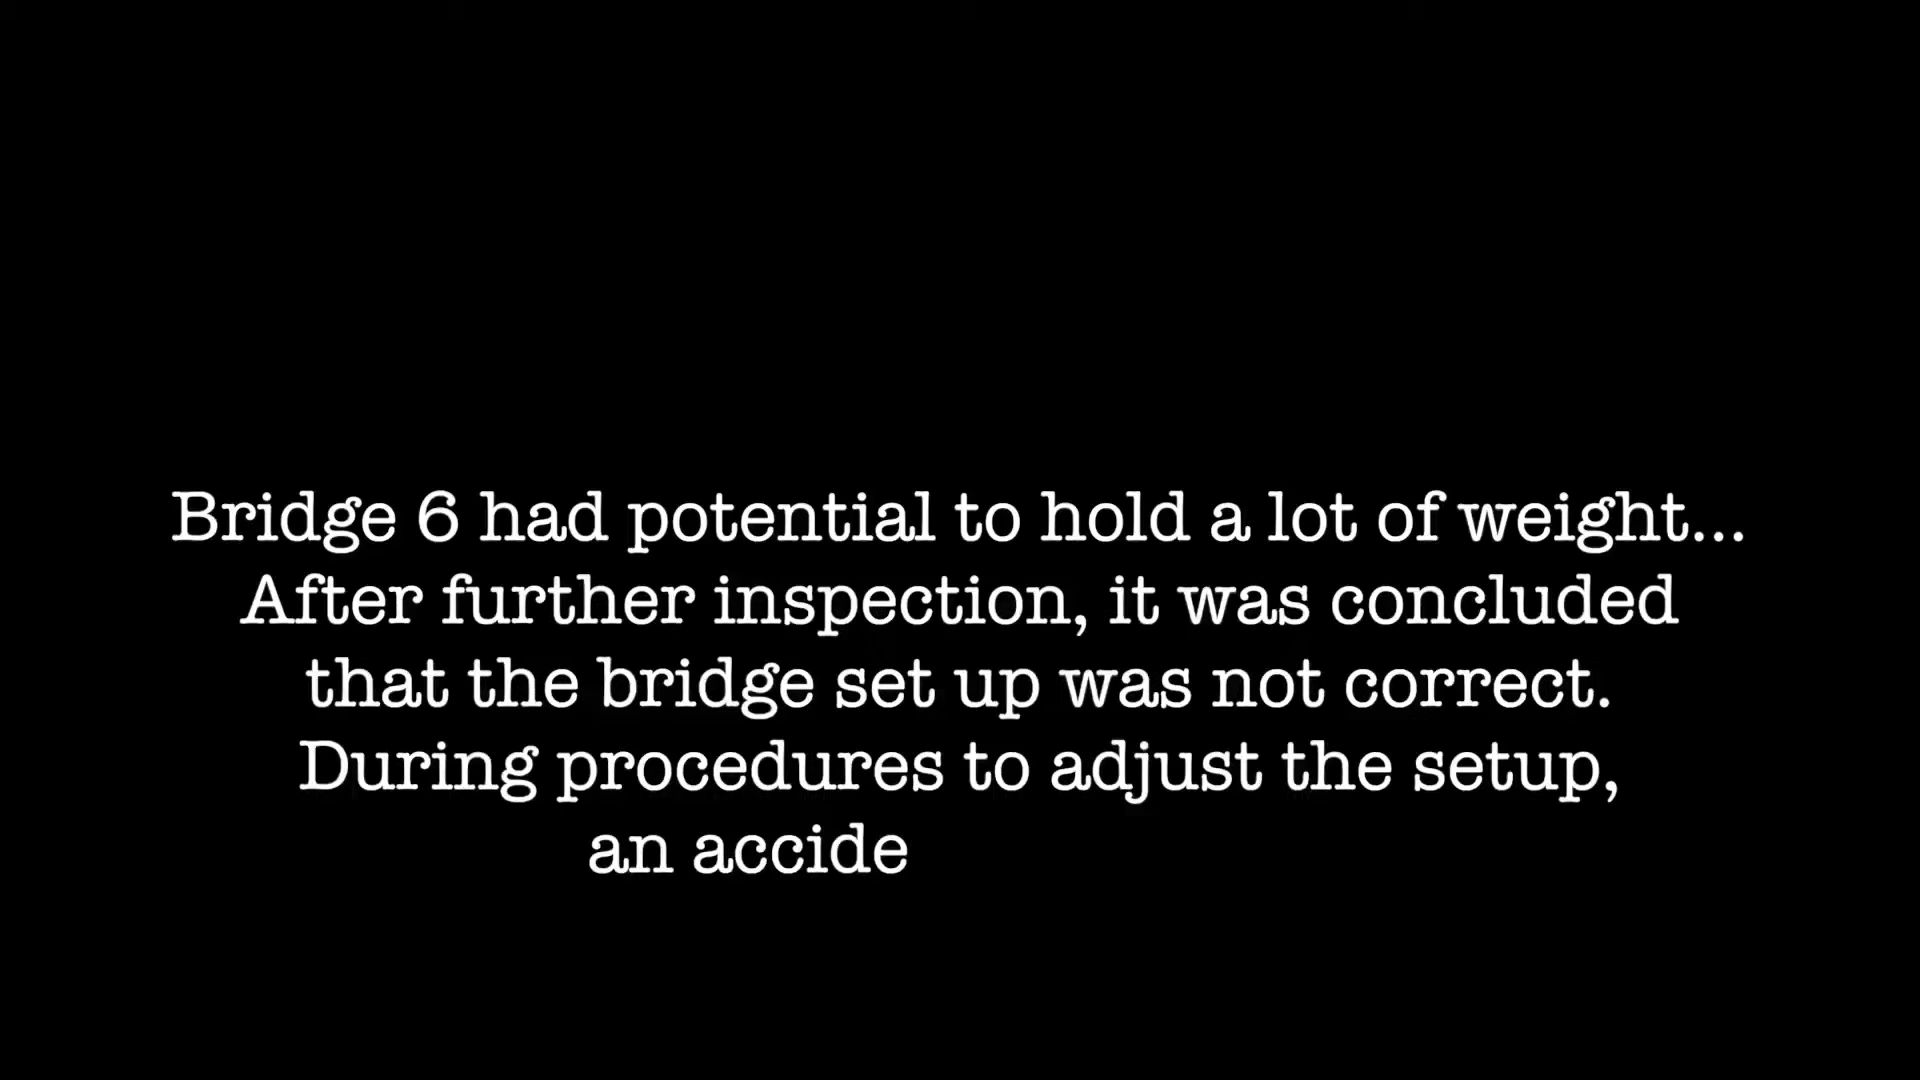 Bridge 6 had potential to hold a lot of weight...
After further inspection, it was concluded
that the bridge set up was not correct.
During procedures to adjust the setup,
an accide